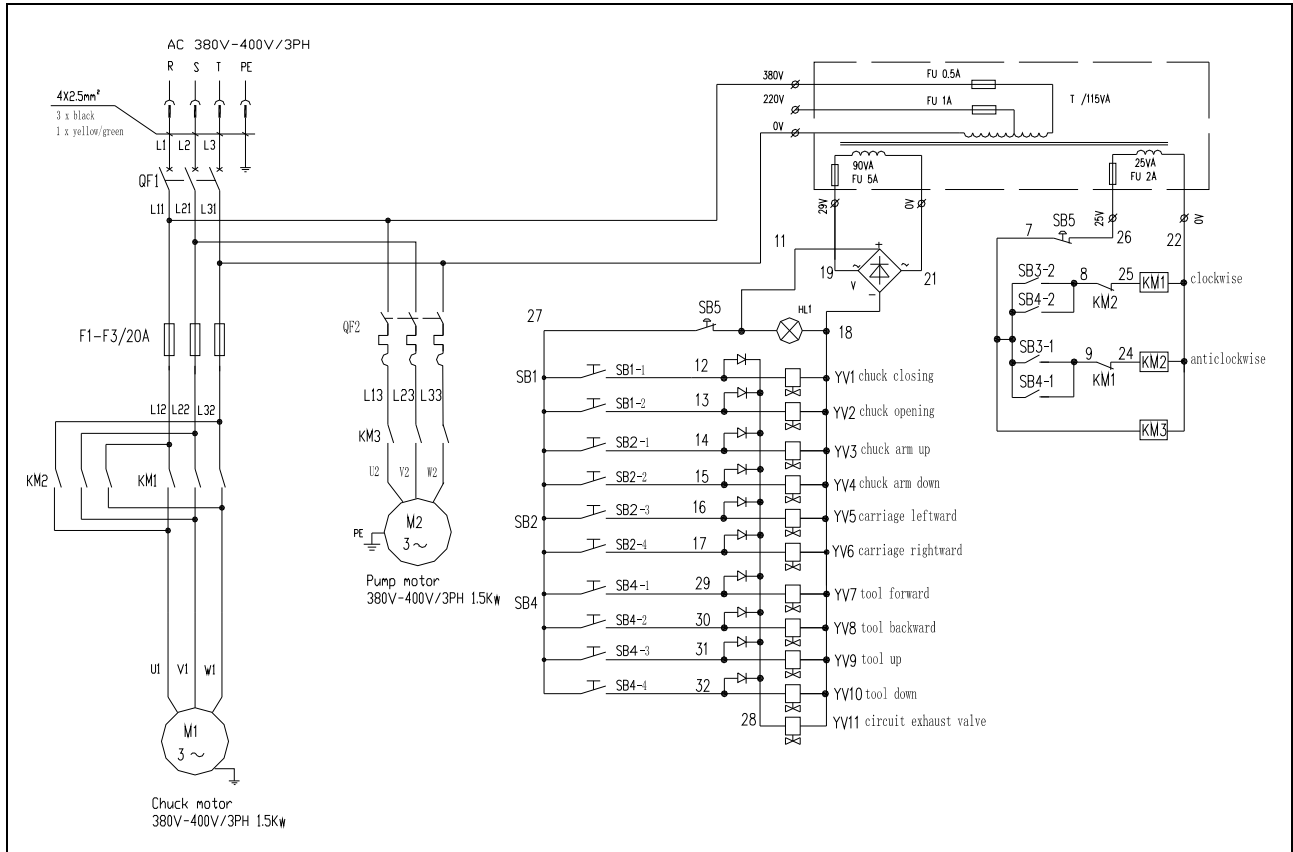 AC 380V-400V/3PH
R S T PE
4X2.5mm²
3 x black
1 x yellow/green
L1 L2 L3
QF1
L11 L21 L31
F1-F3/20A
L12 L22 L32
KM2
KM1
U1 V1 W1
M1
3 ~
Chuck motor
380V-400V/3PH 1.5KW
QF2
L13 L23 L33
KM3
U2 V2 W2
PE
M2
3 ~
Pump motor
380V-400V/3PH 1.5KW
380V
220V
0V
FU 0.5A
FU 1A
T /115VA
90VA
FU 5A
25VA
FU 2A
29V
0V
25V
0V
11
19
~
+
~
-
V
21
27
SB5
HL1
18
SB1
SB1-1 12 YV1 chuck closing
SB1-2 13 YV2 chuck opening
SB2-1 14 YV3 chuck arm up
SB2-2 15 YV4 chuck arm down
SB2
SB2-3 16 YV5 carriage leftward
SB2-4 17 YV6 carriage rightward
SB4
SB4-1 29 YV7 tool forward
SB4-2 30 YV8 tool backward
SB4-3 31 YV9 tool up
SB4-4 32 YV10 tool down
28 YV11 circuit exhaust valve
7 SB5 26 22
SB3-2 8 25 KM1 clockwise
SB4-2 KM2
SB3-1 9 24 KM2 anticlockwise
SB4-1 KM1
KM3